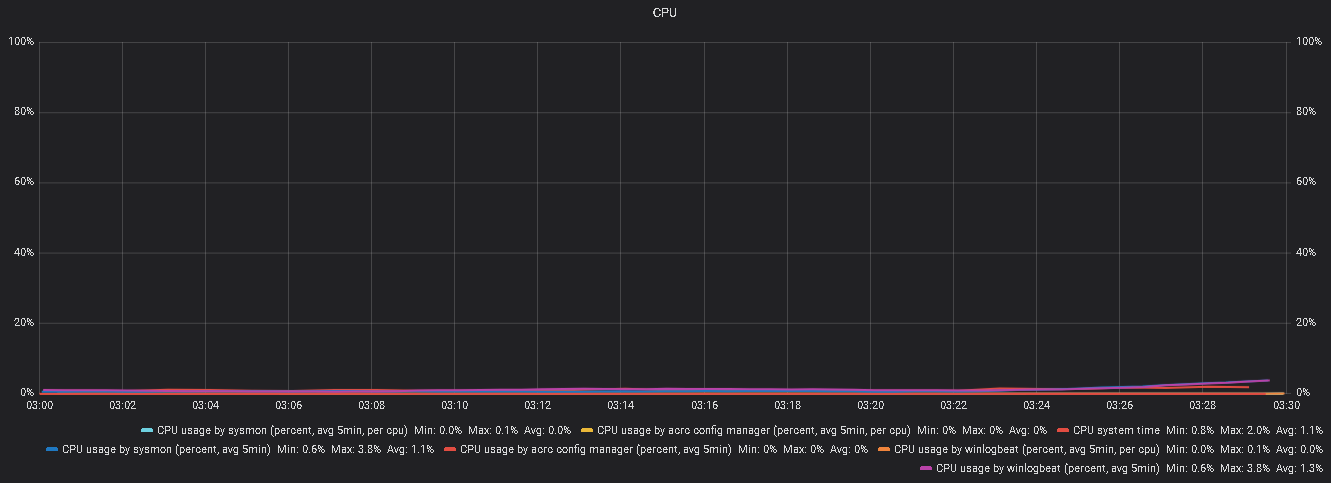 CPU
100% 100%
80% 80%
60% 60%
40% 40%
20% 20%
0% 0%
03:00 03:02 03:04 03:06 03:08 03:10 03:12 03:14 03:16 03:18 03:20 03:22 03:24 03:26 03:28 03:30
CPU usage by sysmon (percent, avg 5min, per cpu) Min: 0.0% Max: 0.1% Avg: 0.0% CPU usage by acrc config manager (percent, avg 5min, per cpu) Min: 0% Max: 0% Avg: 0% CPU system time Min: 0.8% Max: 2.0% Avg: 1.1%
CPU usage by sysmon (percent, avg 5min) Min: 0.6% Max: 3.8% Avg: 1.1% CPU usage by acrc config manager (percent, avg 5min) Min: 0% Max: 0% Avg: 0% CPU usage by winlogbeat (percent, avg 5min, per cpu) Min: 0.0% Max: 0.1% Avg: 0.0%
CPU usage by winlogbeat (percent, avg 5min) Min: 0.6% Max: 3.8% Avg: 1.3%